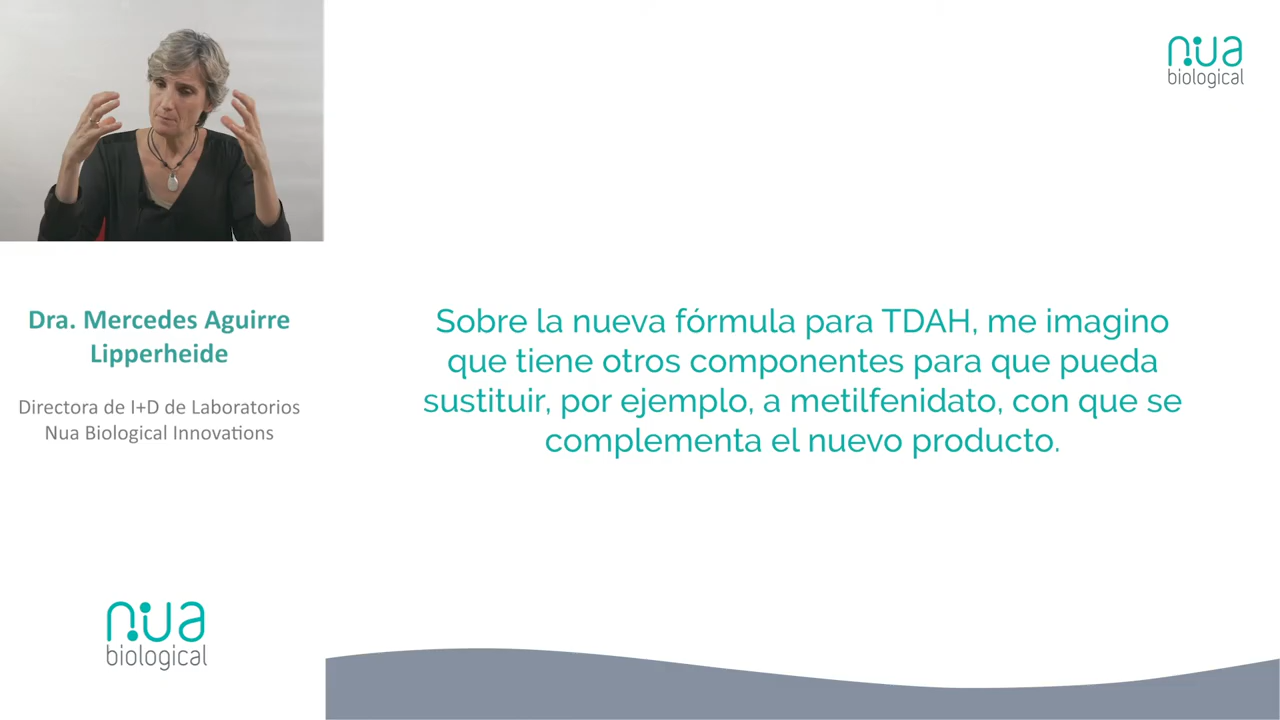 nua
biological
Dra. Mercedes Aguirre
Lipperheide
Directora de I+D de Laboratorios
Nua Biological Innovations
Sobre la nueva fórmula para TDAH, me imagino
que tiene otros componentes para que pueda
sustituir, por ejemplo, a metilfenidato, con que se
complementa el nuevo producto.
nua
biological